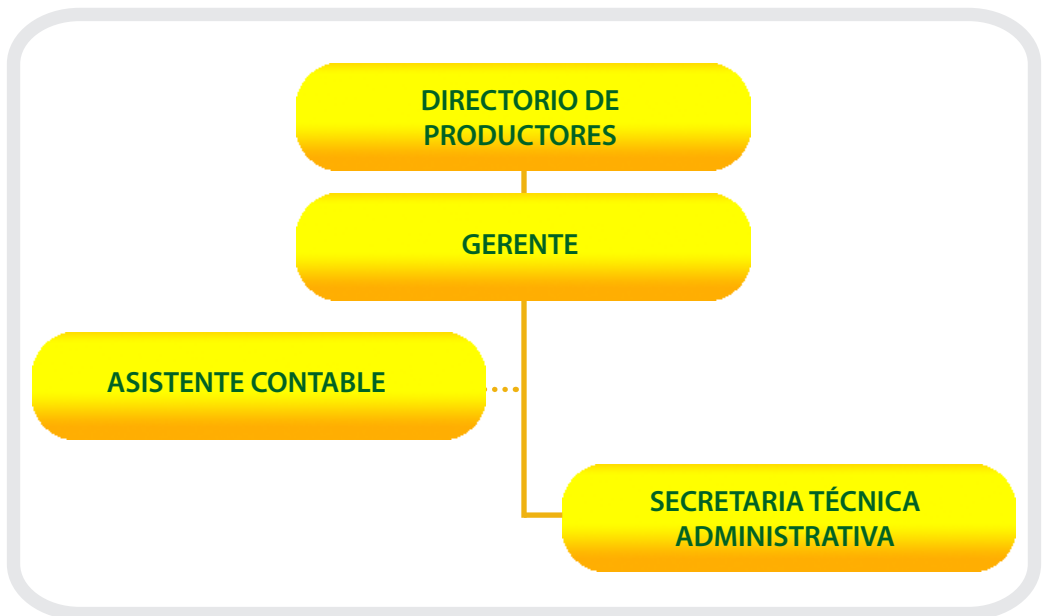 DIRECTORIO DE
PRODUCTORES
GERENTE
ASISTENTE CONTABLE
SECRETARIA TÉCNICA
ADMINISTRATIVA